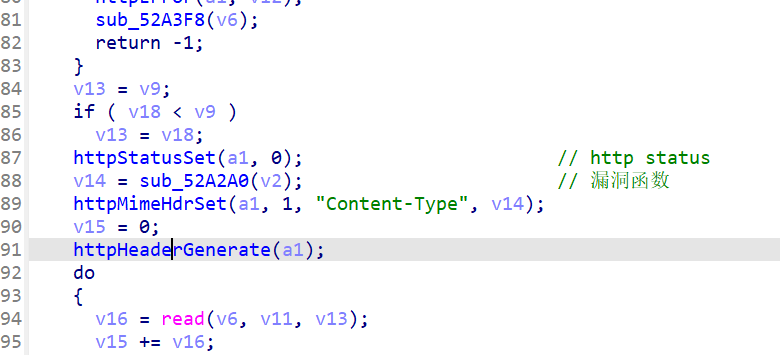 81 sub_52A3F8(v6);
82 return -1;
83 }
84 v13 = v9;
85 if ( v18 < v9 )
86 v13 = v18;
87 httpStatusSet(a1, 0); // http status
88 v14 = sub_52A2A0(v2); // 漏洞函数
89 httpMimeHdrSet(a1, 1, "Content-Type", v14);
90 v15 = 0;
91 httpHeaderGenerate(a1);
92 do
93 {
94 v16 = read(v6, v11, v13);
95 v15 += v16;